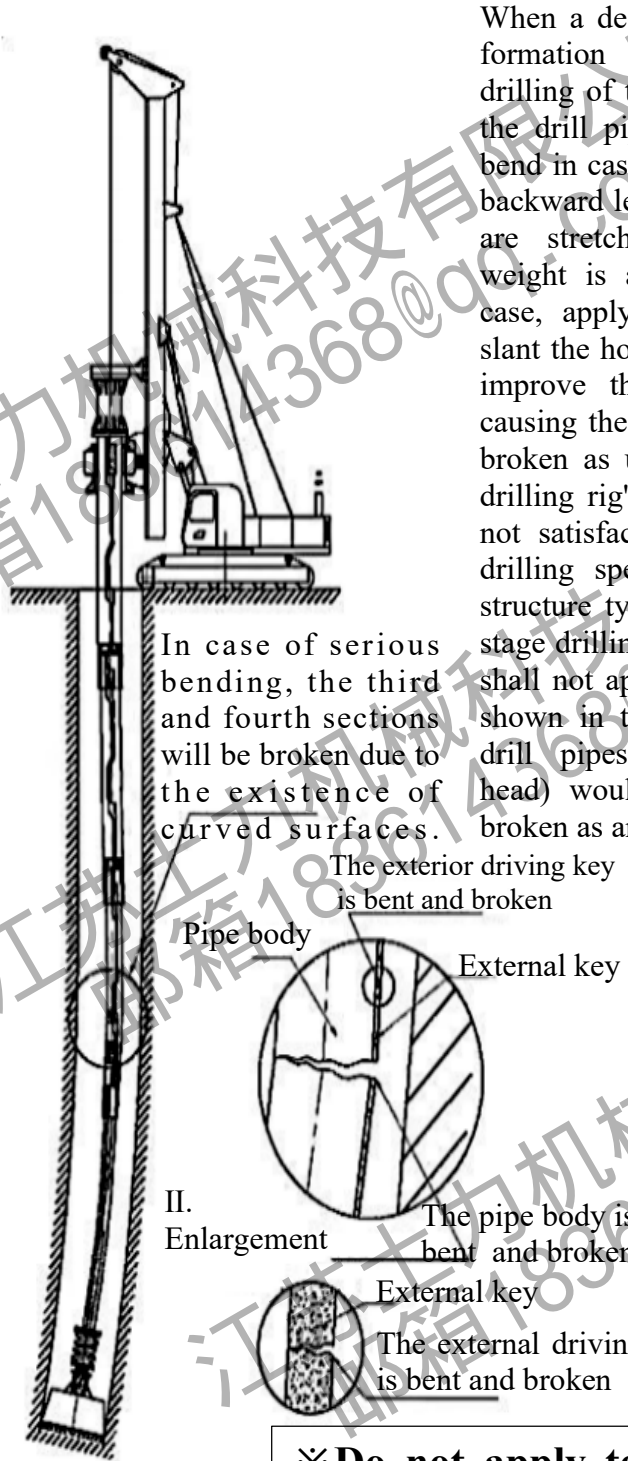 When a de
formation
drilling of t
the drill pi
bend in cas
backward le
are stretch
weight is a
case, apply
slant the ho
improve th
causing the
broken as u
drilling rig'
not satisfac
drilling spe
structure ty
stage drillin
shall not ap
shown in t
drill pipes
head) woul
broken as a
In case of serious
bending, the third
and fourth sections
will be broken due to
the existence of
curved surfaces.
The exterior driving key
is bent and broken
Pipe body
External key
II.
Enlargement
The pipe body is
bent and broken
External key
The external drivin
is bent and broken
※Do not apply to